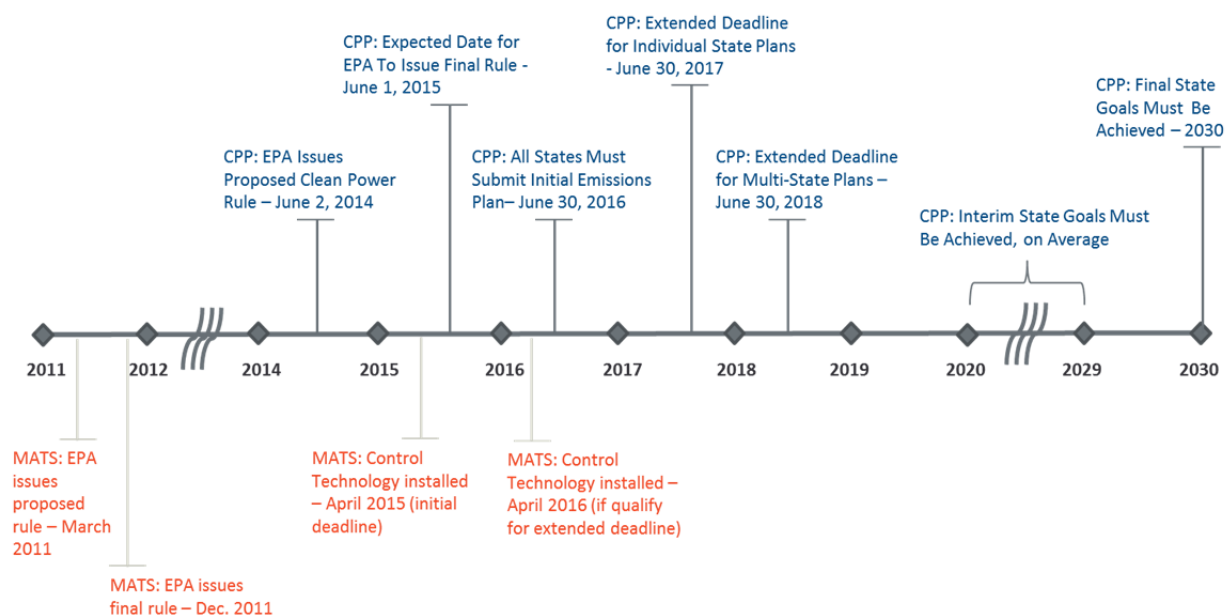 CPP: Expected Date for
EPA To Issue Final Rule -
June 1, 2015
CPP: Extended Deadline
for Individual State Plans
- June 30, 2017
CPP: Final State
Goals Must Be
Achieved – 2030
CPP: EPA Issues
Proposed Clean Power
Rule – June 2, 2014
CPP: All States Must
Submit Initial Emissions
Plan– June 30, 2016
CPP: Extended Deadline
for Multi-State Plans –
June 30, 2018
CPP: Interim State Goals Must
Be Achieved, on Average
2011 2012 2014 2015 2016 2017 2018 2019 2020 2029 2030
MATS: EPA
issues
proposed
rule – March
2011
MATS: Control
Technology installed
– April 2015 (initial
deadline)
MATS: Control
Technology installed –
April 2016 (if qualify
for extended deadline)
MATS: EPA issues
final rule – Dec. 2011